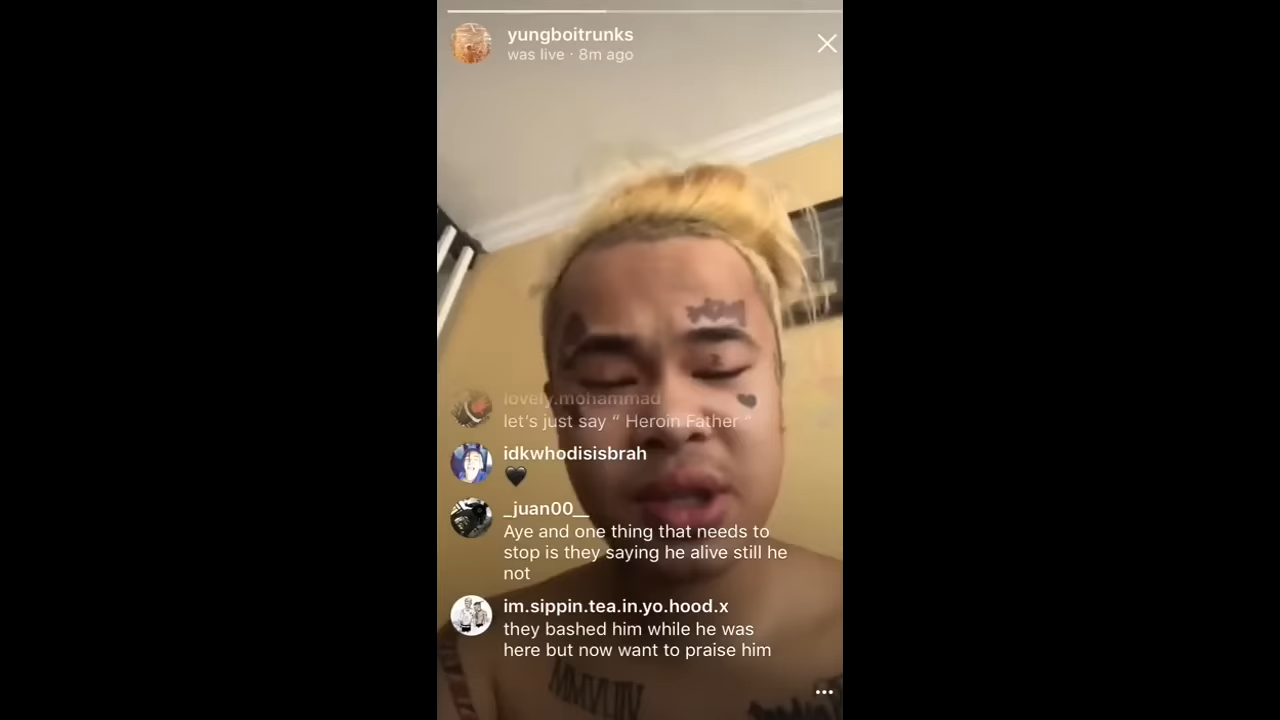 yungboitrunks
was live · 8m ago
lovely.mohammad
let's just say “ Heroin Father “
idkwhodisisbrah
🖤
_juan00__
Aye and one thing that needs to
stop is they saying he alive still he
not
im.sippin.tea.in.yo.hood.x
they bashed him while he was
here but now want to praise him